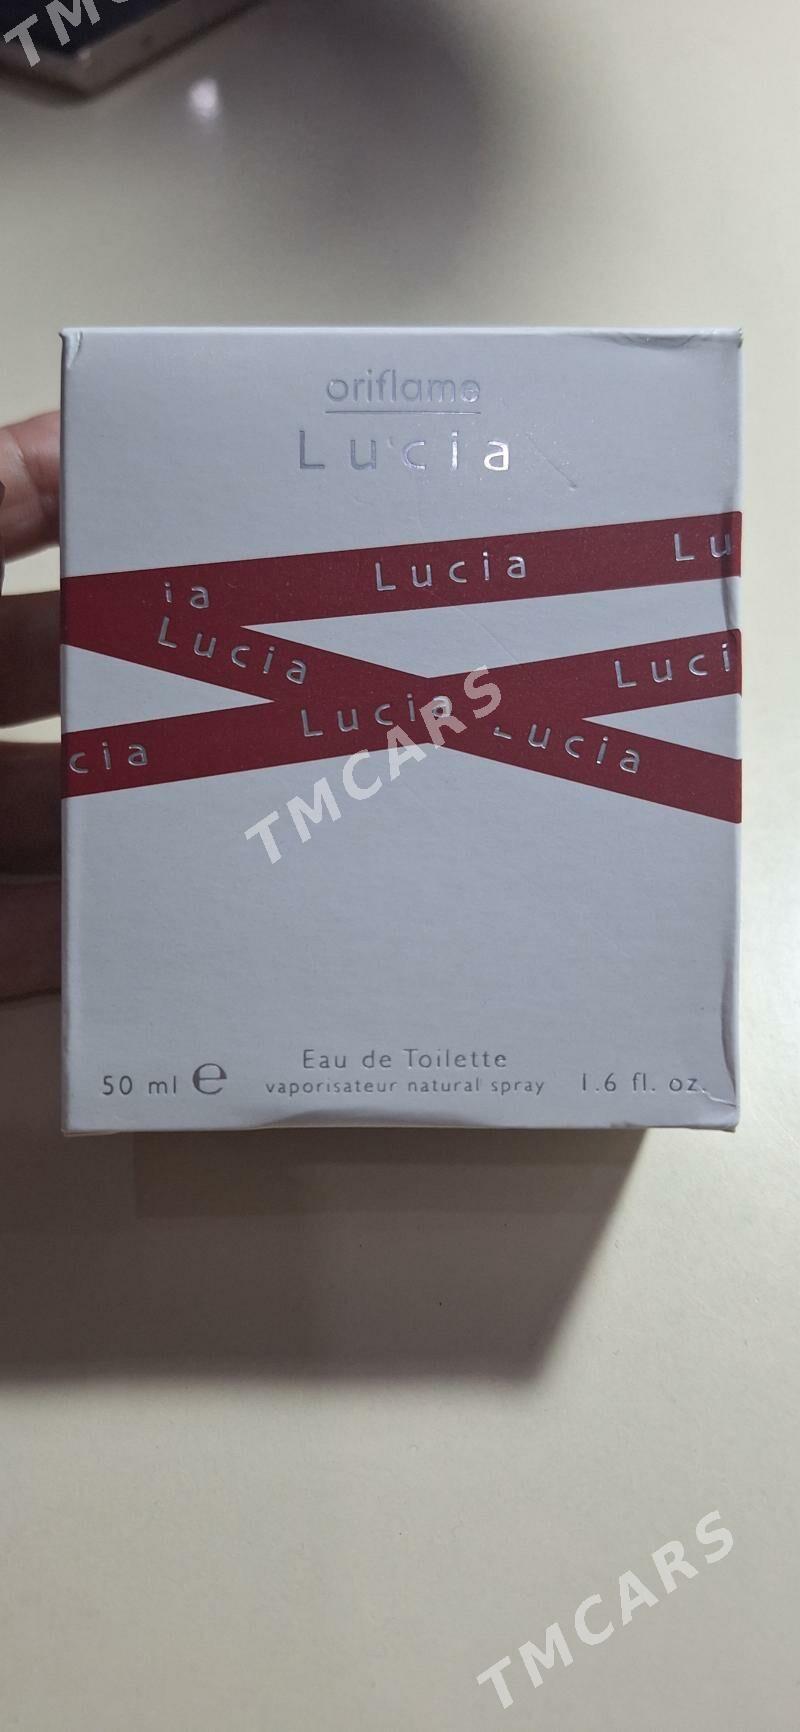 TMC
oriflame
Lucia
Lucia
Lu
ia
Lucia
Luci
Lucia
Lucia
cia
TMCARS
Eau de Toilette
50 ml e
vaporisateur natural spray
1.6 fl. oz.
TMCARS